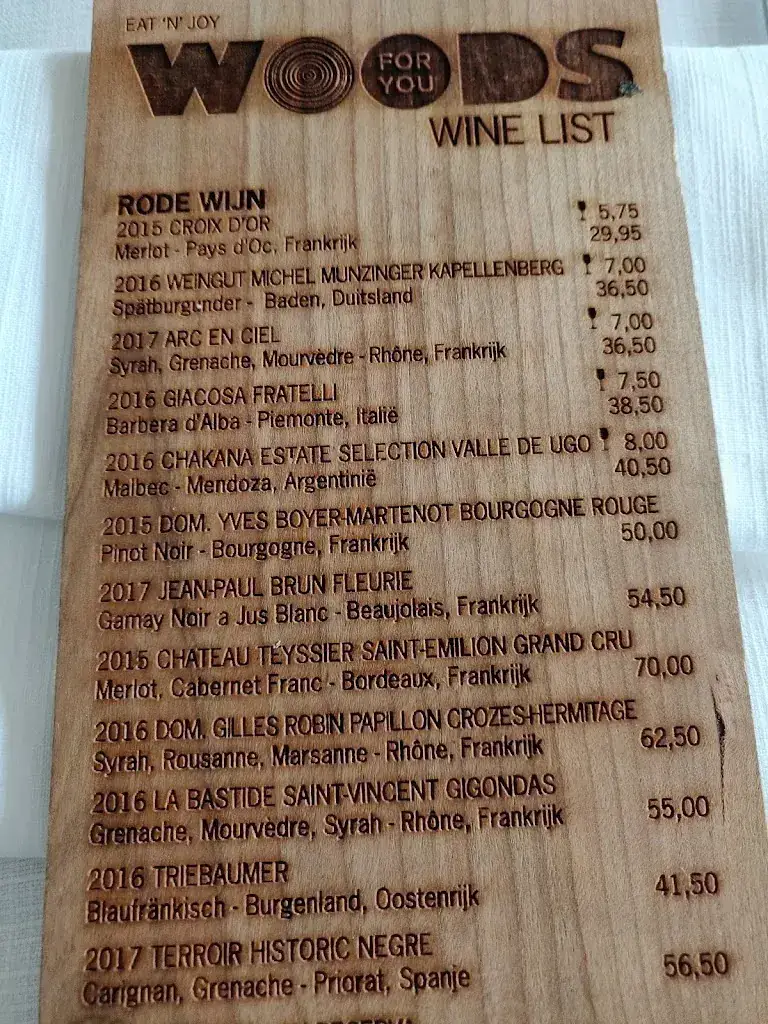 EAT 'N' JOY
WOODS
FOR YOU
WINE LIST
RODE WIJN
2015 CROIX D'OR 5,75
Merlot - Pays d'Oc, Frankrijk 29,95
2016 WEINGUT MICHEL MUNZINGER KAPELLENBERG 7,00
Spätburgunder - Baden, Duitsland 36,50
2017 ARC EN CIEL 7,00
Syrah, Grenache, Mourvèdre - Rhône, Frankrijk 36,50
2016 GIACOSA FRATELLI 7,50
Barbera d'Alba - Piemonte, Italië 38,50
2016 CHAKANA ESTATE SELECTION VALLE DE UGO 8,00
Malbec - Mendoza, Argentinië 40,50
2015 DOM. YVES BOYER-MARTENOT BOURGOGNE ROUGE
Pinot Noir - Bourgogne, Frankrijk 50,00
2017 JEAN-PAUL BRUN FLEURIE
Gamay Noir a Jus Blanc - Beaujolais, Frankrijk 54,50
2015 CHATEAU TEYSSIER SAINT-EMILION GRAND CRU
Merlot, Cabernet Franc - Bordeaux, Frankrijk 70,00
2016 DOM. GILLES ROBIN PAPILLON CROZES-HERMITAGE
Syrah, Rousanne, Marsanne - Rhône, Frankrijk 62,50
2016 LA BASTIDE SAINT-VINCENT GIGONDAS
Grenache, Mourvèdre, Syrah - Rhône, Frankrijk 55,00
2016 TRIEBAUMER
Blaufränkisch - Burgenland, Oostenrijk 41,50
2017 TERROIR HISTORIC NEGRE
Carignan, Grenache - Priorat, Spanje 56,50